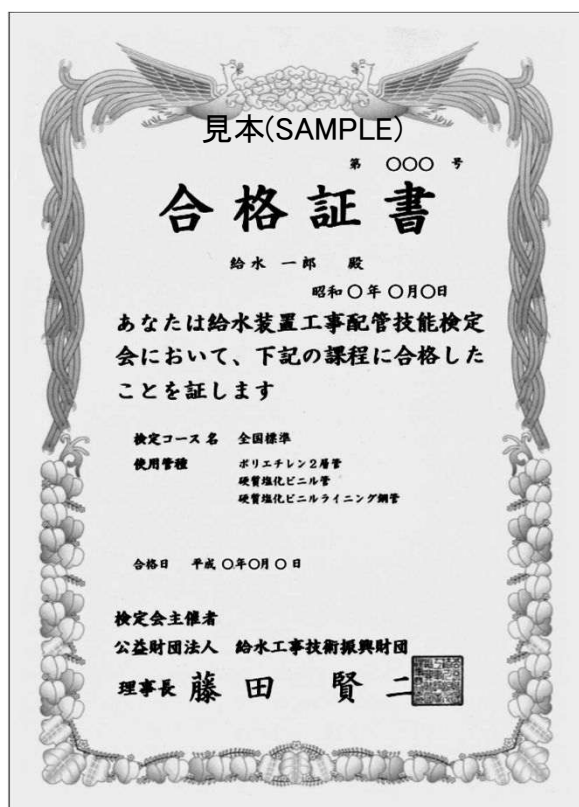 見本(SAMPLE)
第 〇〇〇 号
合格証書
給水 一郎 殿
昭和〇年 〇月〇日
あなたは給水装置工事配管技能検定
会において、下記の課程に合格した
ことを証します
検定コース名 全国標準
使用管種 ポリエチレン2層管
硬質塩化ビニル管
硬質塩化ビニルライニング鋼管
合格日 平成 〇年〇月〇日
検定会主催者
公益財団法人 給水工事技術振興財団
理事長 藤田 賢二